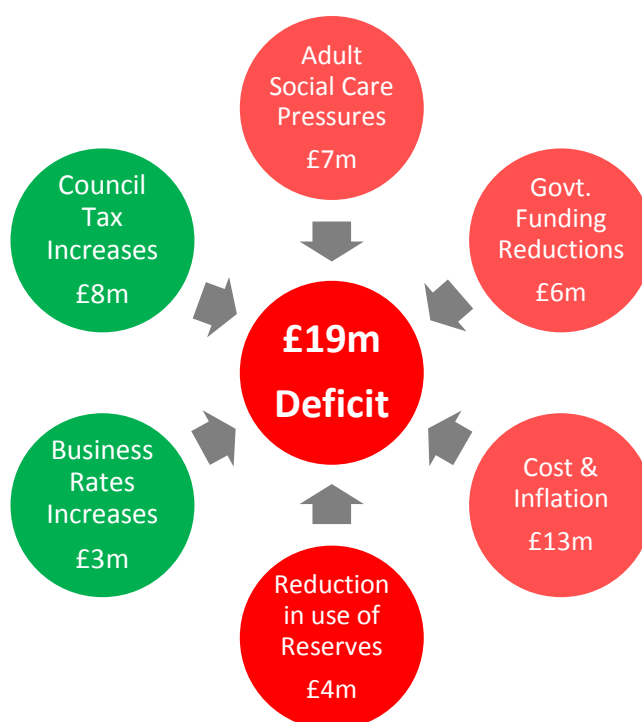 Adult
Social Care
Pressures
£7m
Council
Tax
Increases
£8m
Govt.
Funding
Reductions
£6m
£19m
Deficit
Business
Rates
Increases
£3m
Cost &
Inflation
£13m
Reduction
in use of
Reserves
£4m